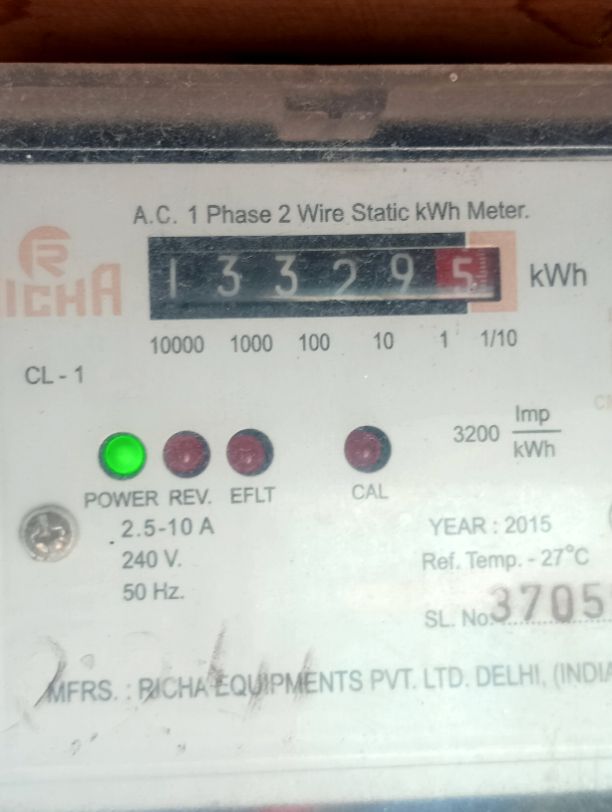 A.C. 1 Phase 2 Wire Static kWh Meter.
RICHA
1 3 3 2 9 5 kWh
10000 1000 100 10 1 1/10
CL - 1
3200 Imp
kWh
POWER REV. EFLT CAL
2.5-10 A
240 V.
50 Hz.
YEAR : 2015
Ref. Temp. - 27°C
SL. No. 3705
MFRS. : RICHA EQUIPMENTS PVT. LTD. DELHI, (INDIA